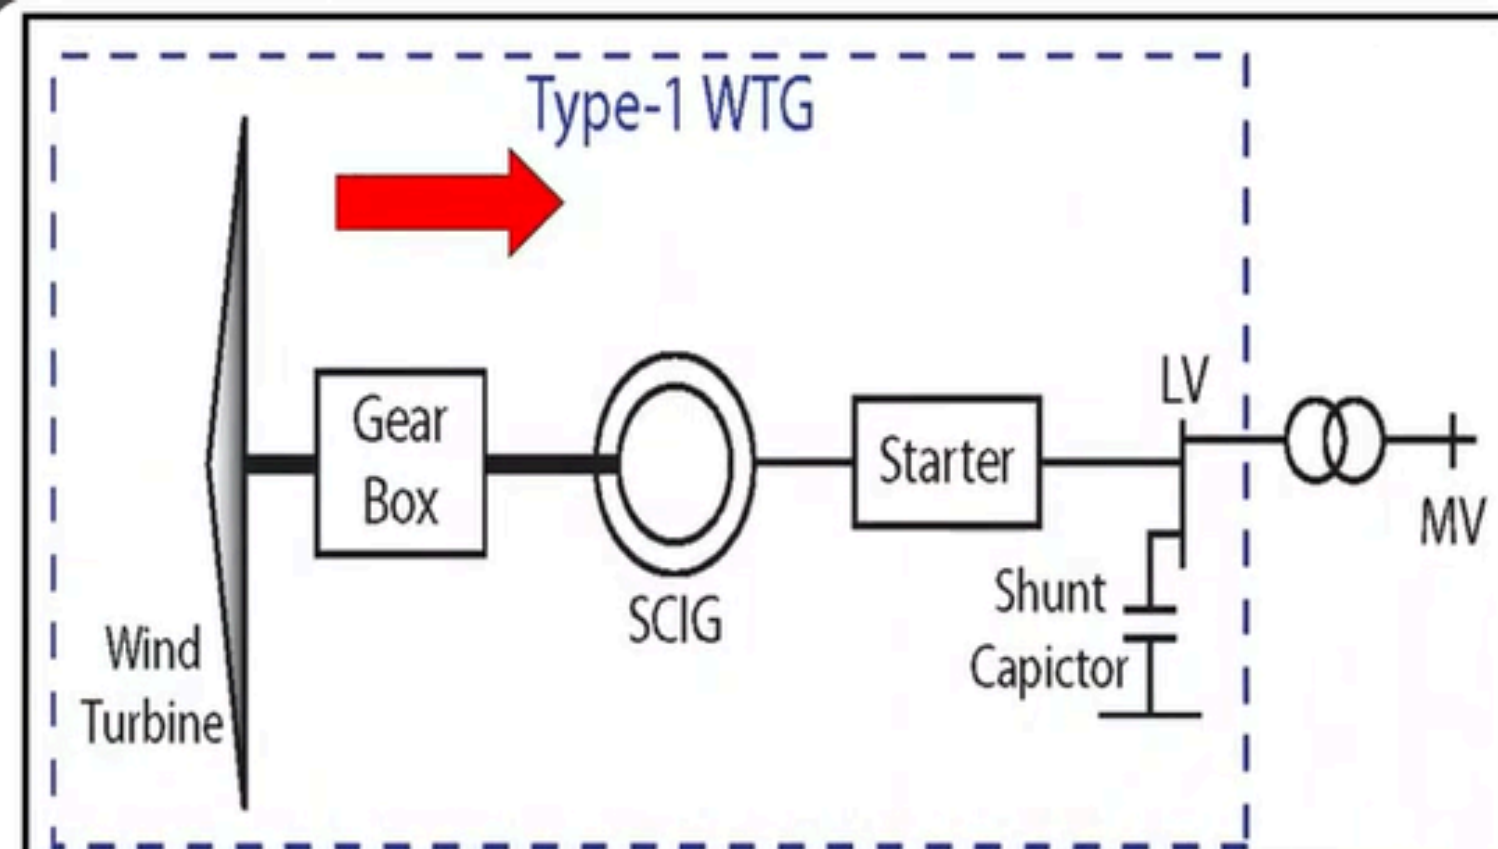 Type-1 WTG
Gear
Box
Starter
LV
MV
SCIG
Shunt
Capictor
Wind
Turbine